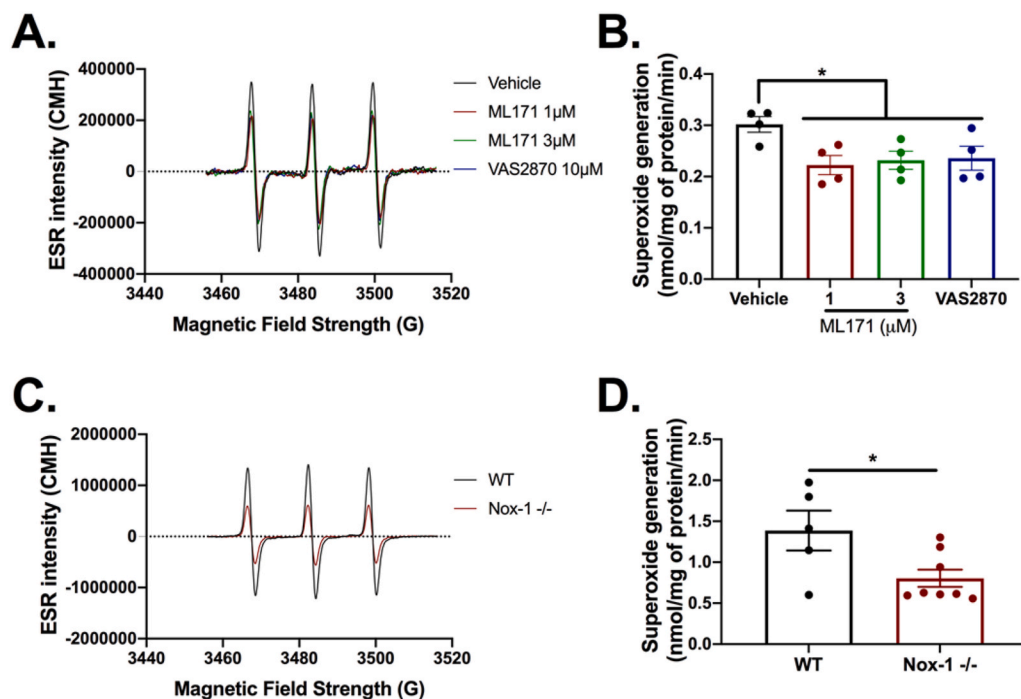 A.
ESR intensity (CMH)
400000
200000
0
-200000
-400000
3440
3460
3480
3500
3520
Magnetic Field Strength (G)
Vehicle
ML171 1µM
ML171 3µM
VAS2870 10µM
B.
Superoxide generation
(nmol/mg of protein/min)
0.4
0.3
0.2
0.1
0.0
*
Vehicle
1
3
VAS2870
ML171 (µM)
C.
ESR intensity (CMH)
2000000
1000000
0
-1000000
-2000000
3440
3460
3480
3500
3520
Magnetic Field Strength (G)
WT
Nox-1 -/-
D.
Superoxide generation
(nmol/mg of protein/min)
2.5
2.0
1.5
1.0
0.5
0.0
*
WT
Nox-1 -/-